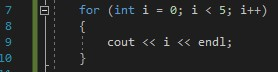 7 for (int i = 0; i < 5; i++)
8 {
9 cout << i << endl;
10 }